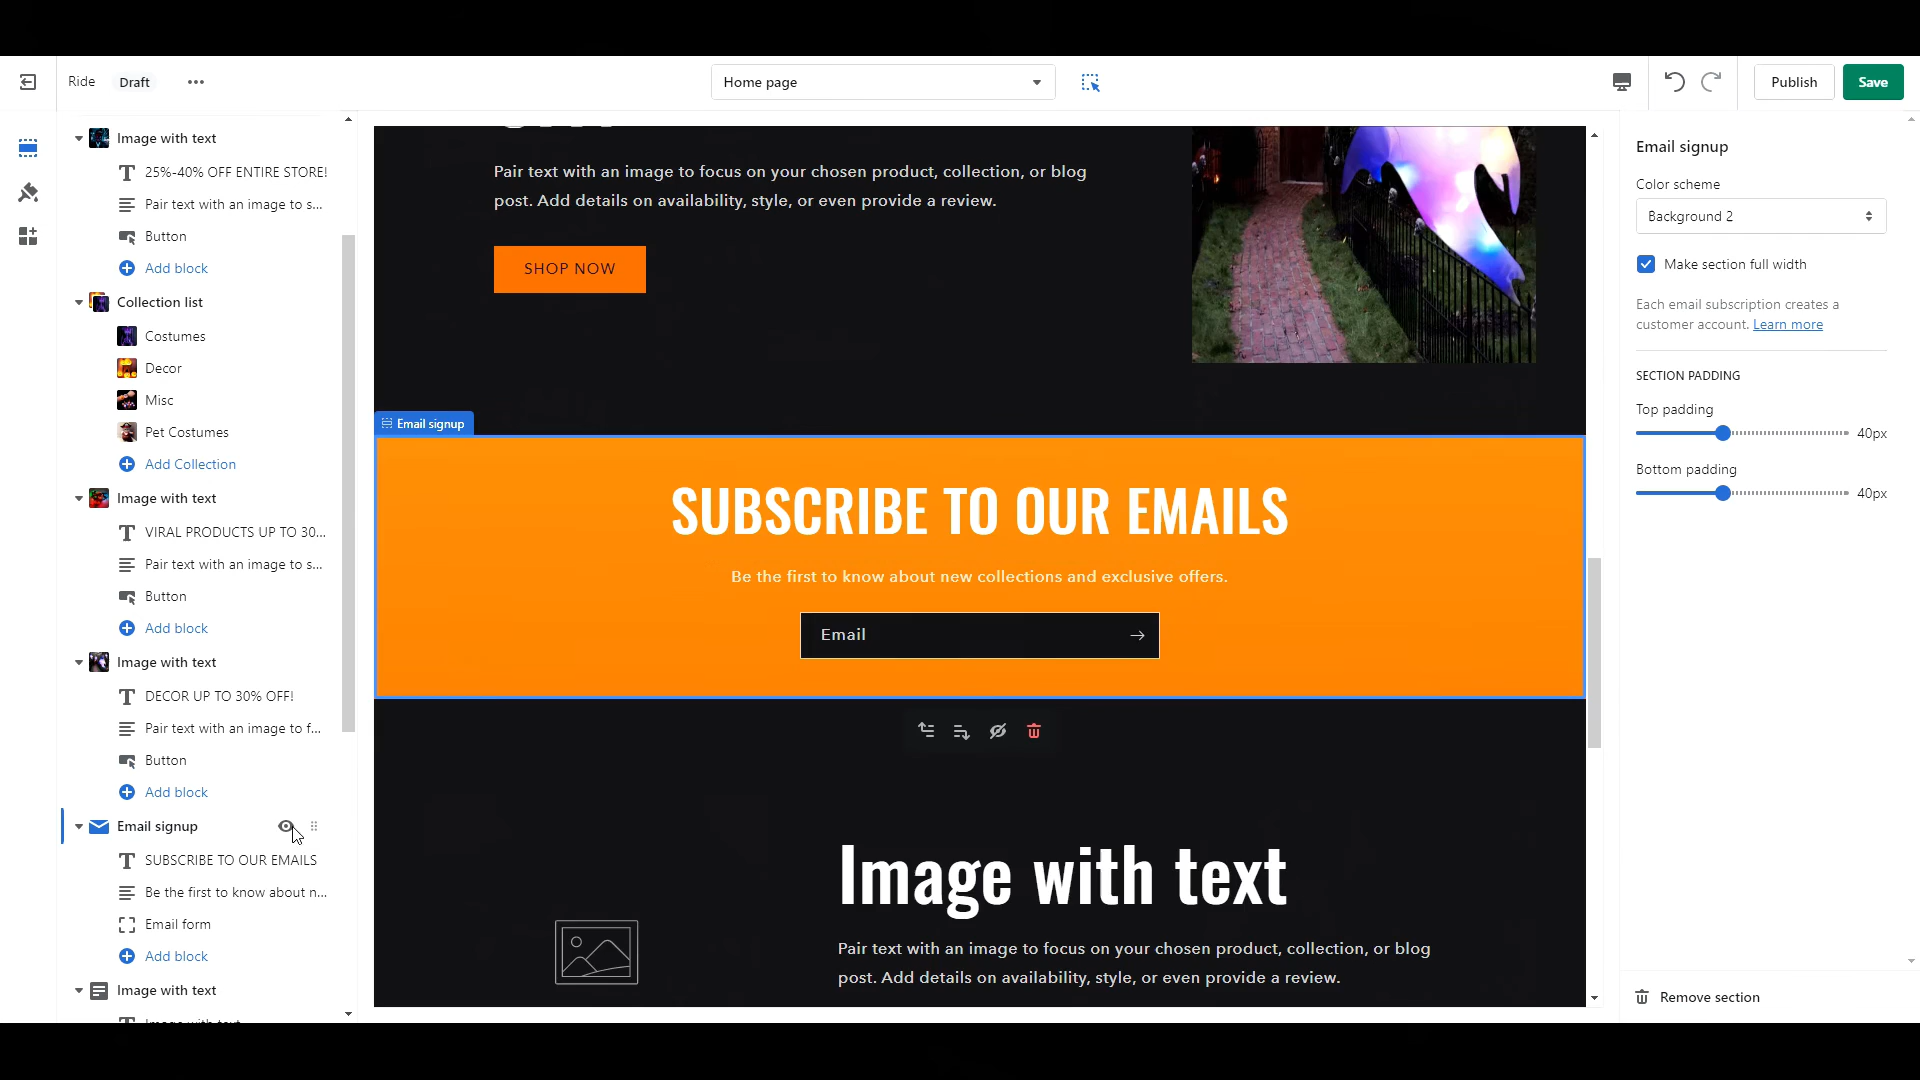 Ride
Draft
Home page
Publish
Save
Image with text
25%-40% OFF ENTIRE STORE!
Pair text with an image to s...
Button
Add block
Collection list
Costumes
Decor
Misc
Pet Costumes
Add Collection
Image with text
VIRAL PRODUCTS UP TO 30...
Pair text with an image to s...
Button
Add block
Image with text
DECOR UP TO 30% OFF!
Pair text with an image to f...
Button
Add block
Email signup
SUBSCRIBE TO OUR EMAILS
Be the first to know about n...
Email form
Add block
Image with text
Image with text
Pair text with an image to focus on your chosen product, collection, or blog
post. Add details on availability, style, or even provide a review.
SHOP NOW
Email signup
SUBSCRIBE TO OUR EMAILS
Be the first to know about new collections and exclusive offers.
Email
Image with text
Pair text with an image to focus on your chosen product, collection, or blog
post. Add details on availability, style, or even provide a review.
Email signup
Color scheme
Background 2
Make section full width
Each email subscription creates a
customer account. Learn more
SECTION PADDING
Top padding
40px
Bottom padding
40px
Remove section